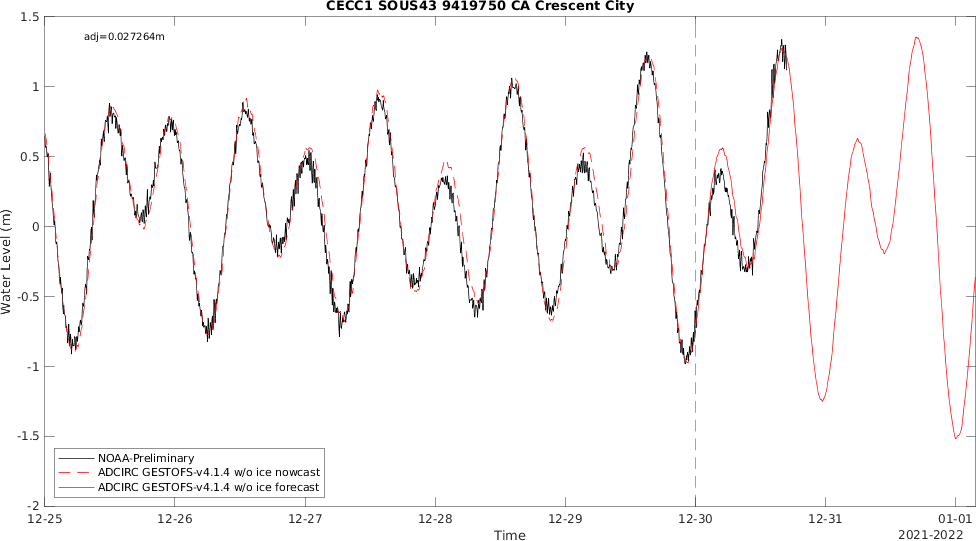 CECC1 SOUS43 9419750 CA Crescent City
adj=0.027264m
1.5
1
0.5
0
-0.5
-1
-1.5
-2
Water Level (m)
NOAA-Preliminary
ADCIRC GESTOFS-v4.1.4 w/o ice nowcast
ADCIRC GESTOFS-v4.1.4 w/o ice forecast
12-25 12-26 12-27 12-28 12-29 12-30 12-31 01-01
Time
2021-2022